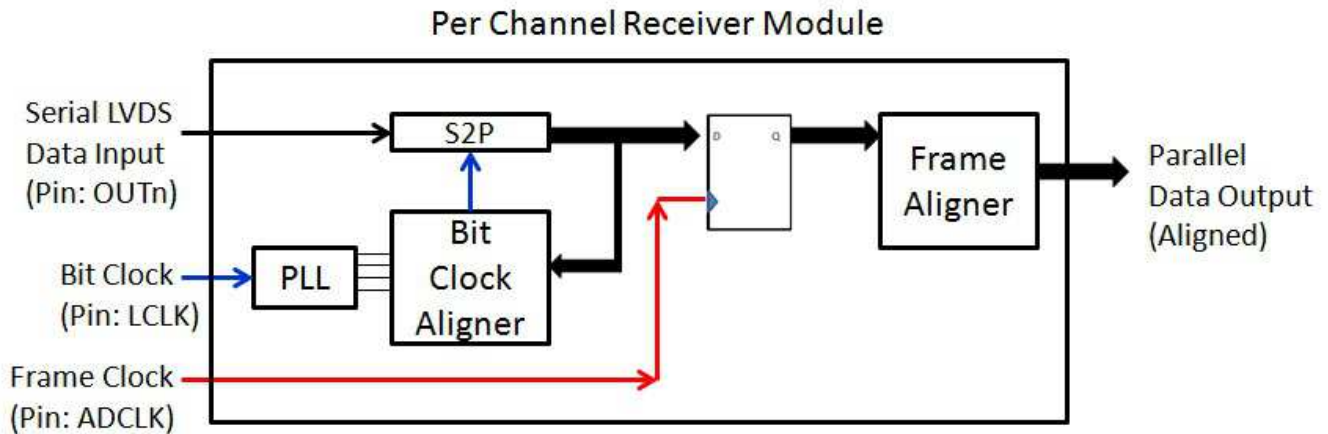 Per Channel Receiver Module
Serial LVDS
Data Input
(Pin: OUTn)
S2P
D
Q
Frame
Aligner
Parallel
Data Output
(Aligned)
Bit
Clock
Aligner
Bit Clock
(Pin: LCLK)
PLL
Frame Clock
(Pin: ADCLK)